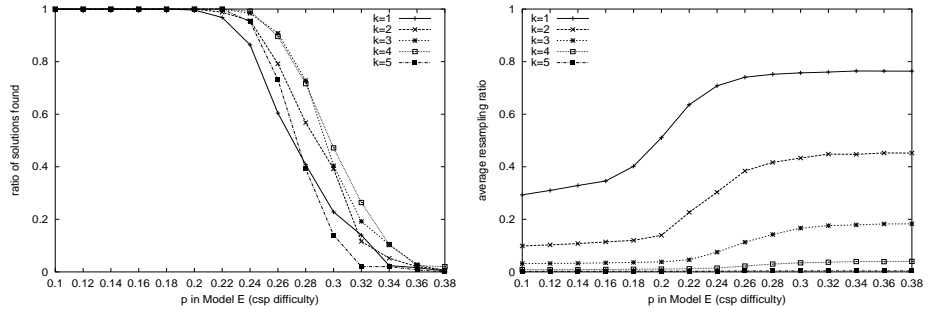 1
0.8
0.6
0.4
0.2
0
ratio of solutions found
k=1
k=2
k=3
k=4
k=5
0.1 0.12 0.14 0.16 0.18 0.2 0.22 0.24 0.26 0.28 0.3 0.32 0.34 0.36 0.38
p in Model E (csp difficulty)
1
0.8
0.6
0.4
0.2
0
average resampling ratio
k=1
k=2
k=3
k=4
k=5
0.1 0.12 0.14 0.16 0.18 0.2 0.22 0.24 0.26 0.28 0.3 0.32 0.34 0.36 0.38
p in Model E (csp difficulty)